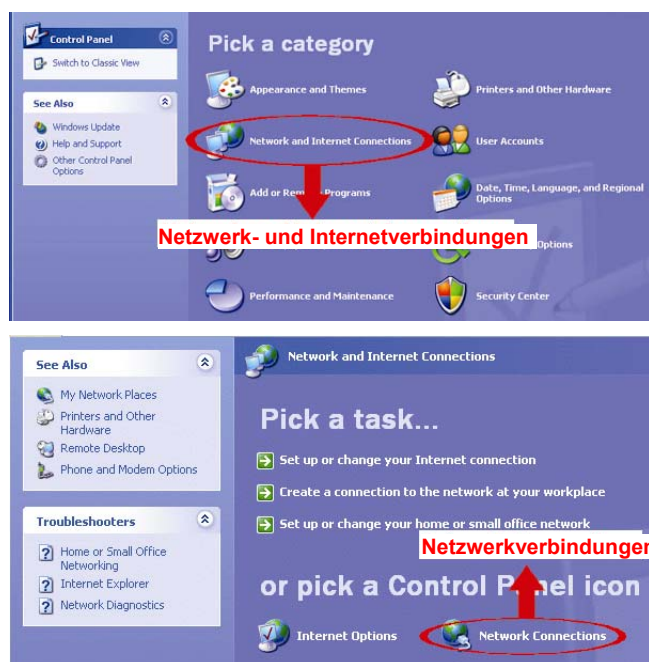 Control Panel
Switch to Classic View
See Also
Windows Update
Help and Support
Other Control Panel
Options
Pick a category
Appearance and Themes
Printers and Other Hardware
Network and Internet Connections
User Accounts
Add or Programs
Date, Time, Language, and Regional
Options
Netzwerk- und Internetverbindungen
Options
Performance and Maintenance
Security Center
See Also
My Network Places
Printers and Other
Hardware
Remote Desktop
Phone and Modem Options
Troubleshooters
Home or Small Office
Networking
Internet Explorer
Network Diagnostics
Network and Internet Connections
Pick a task...
Set up or change your Internet connection
Create a connection to the network at your workplace
Set up or change your home or small office network
Netzwerkverbindungen
or pick a Control Panel icon
Internet Options
Network Connections